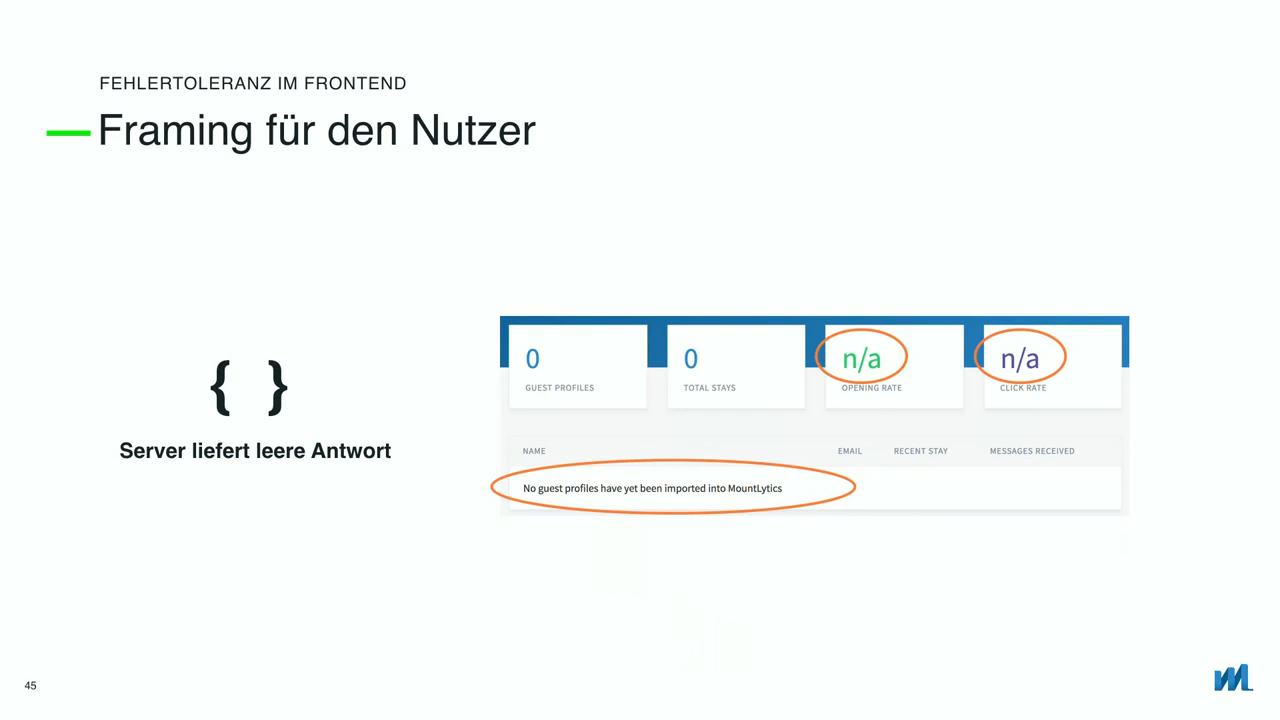 FEHLERTOLERANZ IM FRONTEND
Framing für den Nutzer
{ }
Server liefert leere Antwort
0
GUEST PROFILES
0
TOTAL STAYS
n/a
OPENING RATE
n/a
CLICK RATE
NAME EMAIL RECENT STAY MESSAGES RECEIVED
No guest profiles have yet been imported into MountLytics
45